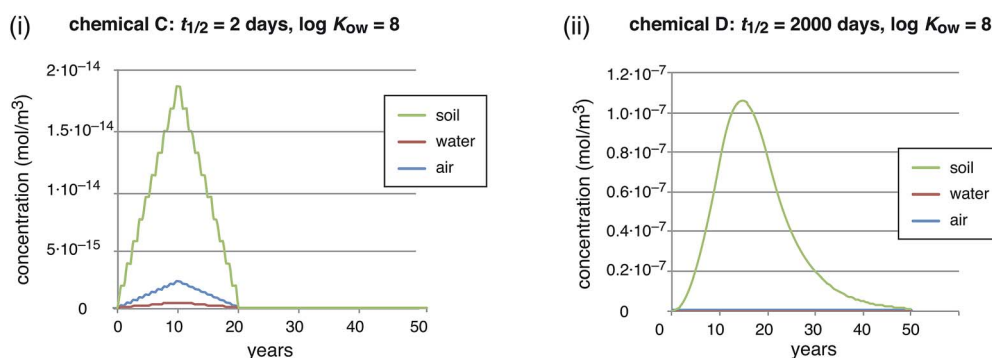 (i) chemical C: t1/2 = 2 days, log Kow = 8
concentration (mol/m³)
2·10⁻¹⁴
1.5·10⁻¹⁴
1·10⁻¹⁴
5·10⁻¹⁵
0
0 10 20 30 40 50
years
soil
water
air
(ii) chemical D: t1/2 = 2000 days, log Kow = 8
concentration (mol/m³)
1.2·10⁻⁷
1.0·10⁻⁷
0.8·10⁻⁷
0.6·10⁻⁷
0.4·10⁻⁷
0.2·10⁻⁷
0
0 10 20 30 40 50
years
soil
water
air